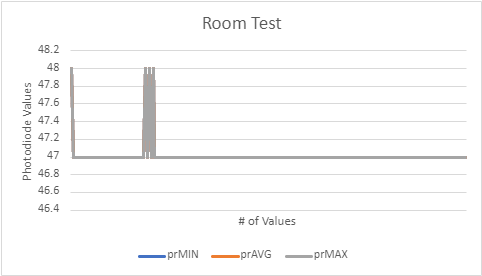 Room Test
48.2
48
47.8
47.6
47.4
47.2
47
46.8
46.6
46.4
Photodiode Values
# of Values
prMIN prAVG prMAX